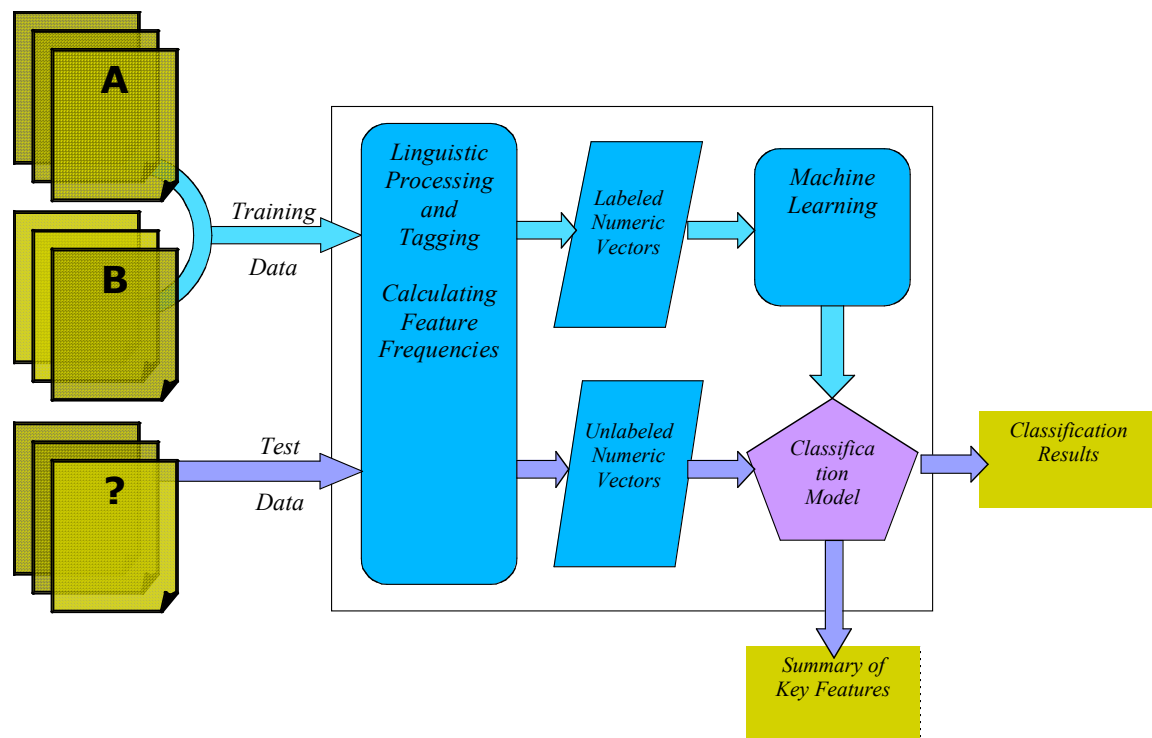 A
B
?
Training
Data
Test
Data
Linguistic
Processing
and
Tagging
Calculating
Feature
Frequencies
Labeled
Numeric
Vectors
Machine
Learning
Unlabeled
Numeric
Vectors
Classifica
tion
Model
Classification
Results
Summary of
Key Features